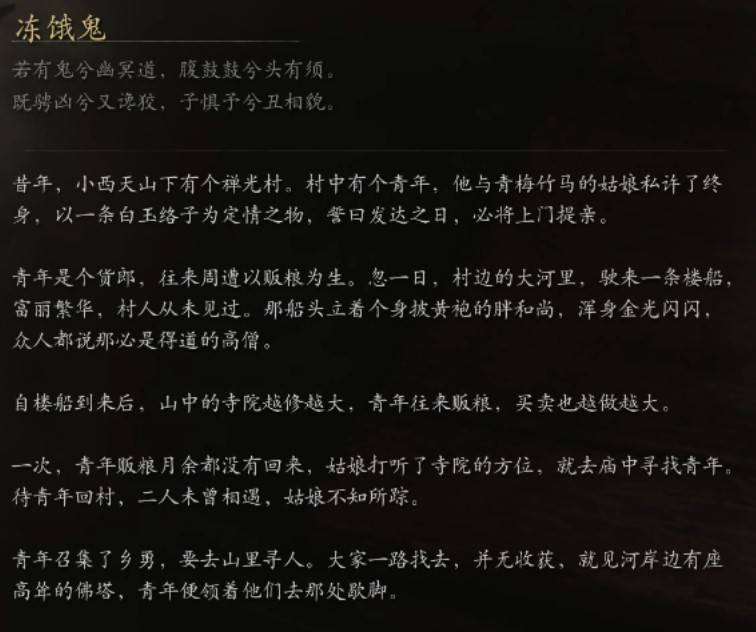 冻饿鬼
若有鬼兮幽冥道，腹鼓鼓兮头有须。
既骋凶兮又谗狡，予惧予兮丑相貌。
昔年，小西天山下有个禅光村。村中有个青年，他与青梅竹马的姑娘私许了终
身，以一条白玉络子为定情之物，誓曰发达之日，必将上门提亲。
青年是个货郎，往来周遭以贩粮为生。忽一日，村边的大河里，驶来一条楼船，
富丽繁华，村人从未见过。那船头立着个身披黄袍的胖和尚，浑身金光闪闪，
众人都说那必是得道的高僧。
自楼船到来后，山中的寺院越修越大，青年往来贩粮，买卖也越做越大。
一次，青年贩粮月余都没有回来，姑娘打听了寺院的方位，就去庙中寻找青年。
待青年回村，二人未曾相遇，姑娘不知所踪。
青年召集了乡勇，要去山里寻人。大家一路找去，并无收获，就见河岸边有座
高耸的佛塔，青年便领着他们去那处歇脚。